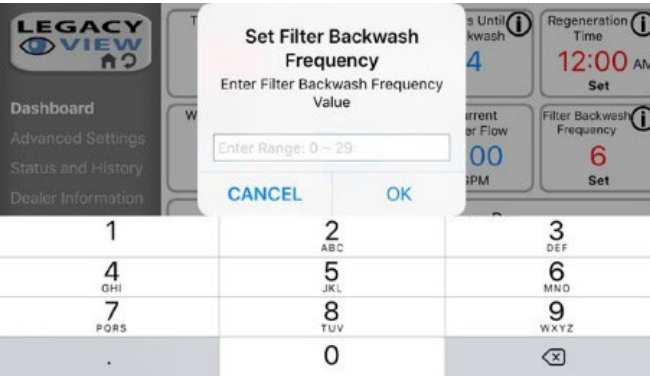 LEGACY
VIEW
Dashboard
Advanced Settings
Status and History
Dealer Information
Set Filter Backwash
Frequency
Enter Filter Backwash Frequency
Value
Enter Range: 0 – 29
CANCEL OK
s Until
kwash
4
Regeneration
Time
12:00 AM
Set
er Flow
00
GPM
Filter Backwash
Frequency
6
Set
1 2 3
ABC DEF
4 5 6
GHI JKL MNO
7 8 9
PQRS TUV WXYZ
. 0